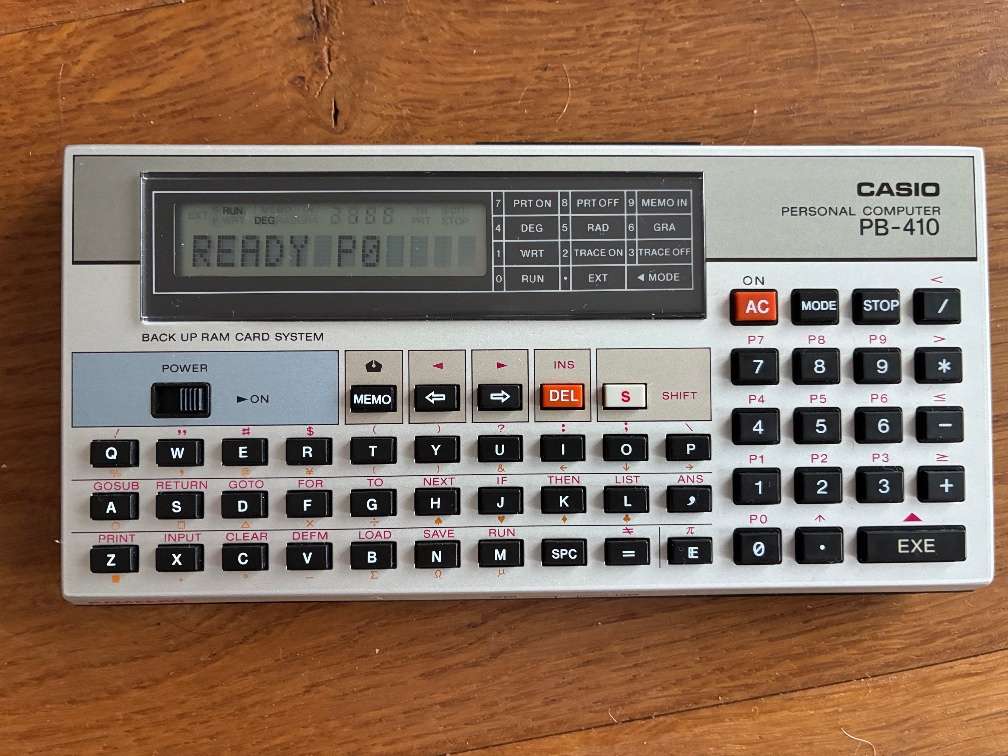 CASIO
PERSONAL COMPUTER
PB-410
7 PRT ON 8 PRT OFF 9 MEMO IN
4 DEG 5 RAD 6 GRA
1 WRT 2 TRACE ON 3 TRACE OFF
0 RUN • EXT ◄ MODE
RUN
DEG
READY P0
BACK UP RAM CARD SYSTEM
POWER
► ON
MEMO
◄ ⇦
► ⇨
INS
DEL
S SHIFT
ON <
AC MODE STOP /
P7 P8 P9 >
7 8 9 *
P4 P5 P6 ≤
4 5 6 −
P1 P2 P3 ≥
1 2 3 +
P0 ↑ ▲
0 . EXE
! " # $ ( ) ? : ; \
Q W E R T Y U I O P
¥ ( ) & ← ↓ →
GOSUB RETURN GOTO FOR TO NEXT IF THEN LIST ANS
A S D F G H J K L ,
○ □ △ × ÷ ♠ ♥ ♦ ♣
PRINT INPUT CLEAR DEFM LOAD SAVE RUN ≠ π
Z X C V B N M SPC = E
Σ Ω μ